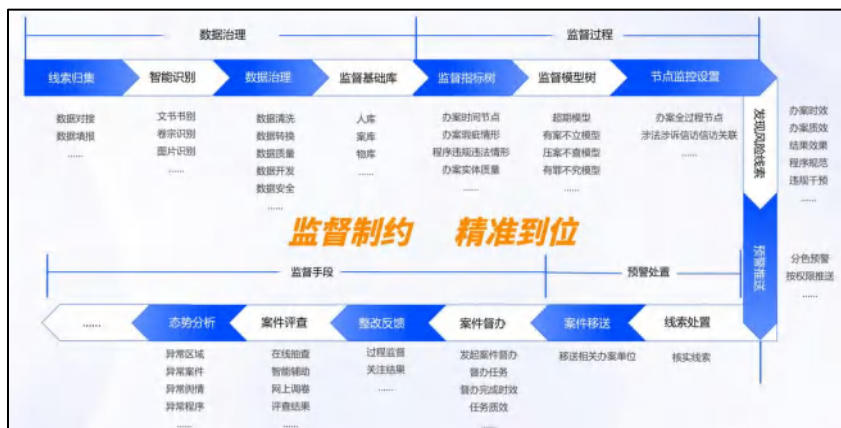 数据治理
监督过程
线索归集
智能识别
数据治理
监督基础库
监督指标树
监督模型树
节点监控设置
数据对接
数据填报
......
文书书别
卷宗识别
图片识别
......
数据清洗
数据转换
数据质量
数据开发
数据安全
......
人库
案库
物库
......
办案时间节点
办案瑕疵情形
程序违规违法情形
办案实体质量
......
超期模型
有案不立模型
压案不查模型
有罪不究模型
......
办案全过程节点
涉法涉诉信访信访关联
......
发现风险线索
办案时效
办案质效
结果效果
程序规范
违规干预
......
监督制约 精准到位
预警推送
分色预警
按权限推送
......
监督手段
预警处置
......
态势分析
案件评查
整改反馈
案件督办
案件移送
线索处置
异常区域
异常案件
异常舆情
异常程序
......
在线抽查
智能辅助
网上调卷
评查结果
......
过程监督
关注结果
......
发起案件督办
督办任务
督办完成时效
任务质效
......
移送相关办案单位
核实线索